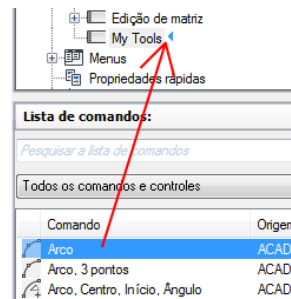 Edição de matriz
My Tools
Menus
Propriedades rápidas
Lista de comandos:
Pesquisar a lista de comandos
Todos os comandos e controles
Comando Origem
Arco ACAD
Arco, 3 pontos ACAD
Arco, Centro, Início, Ângulo ACAD